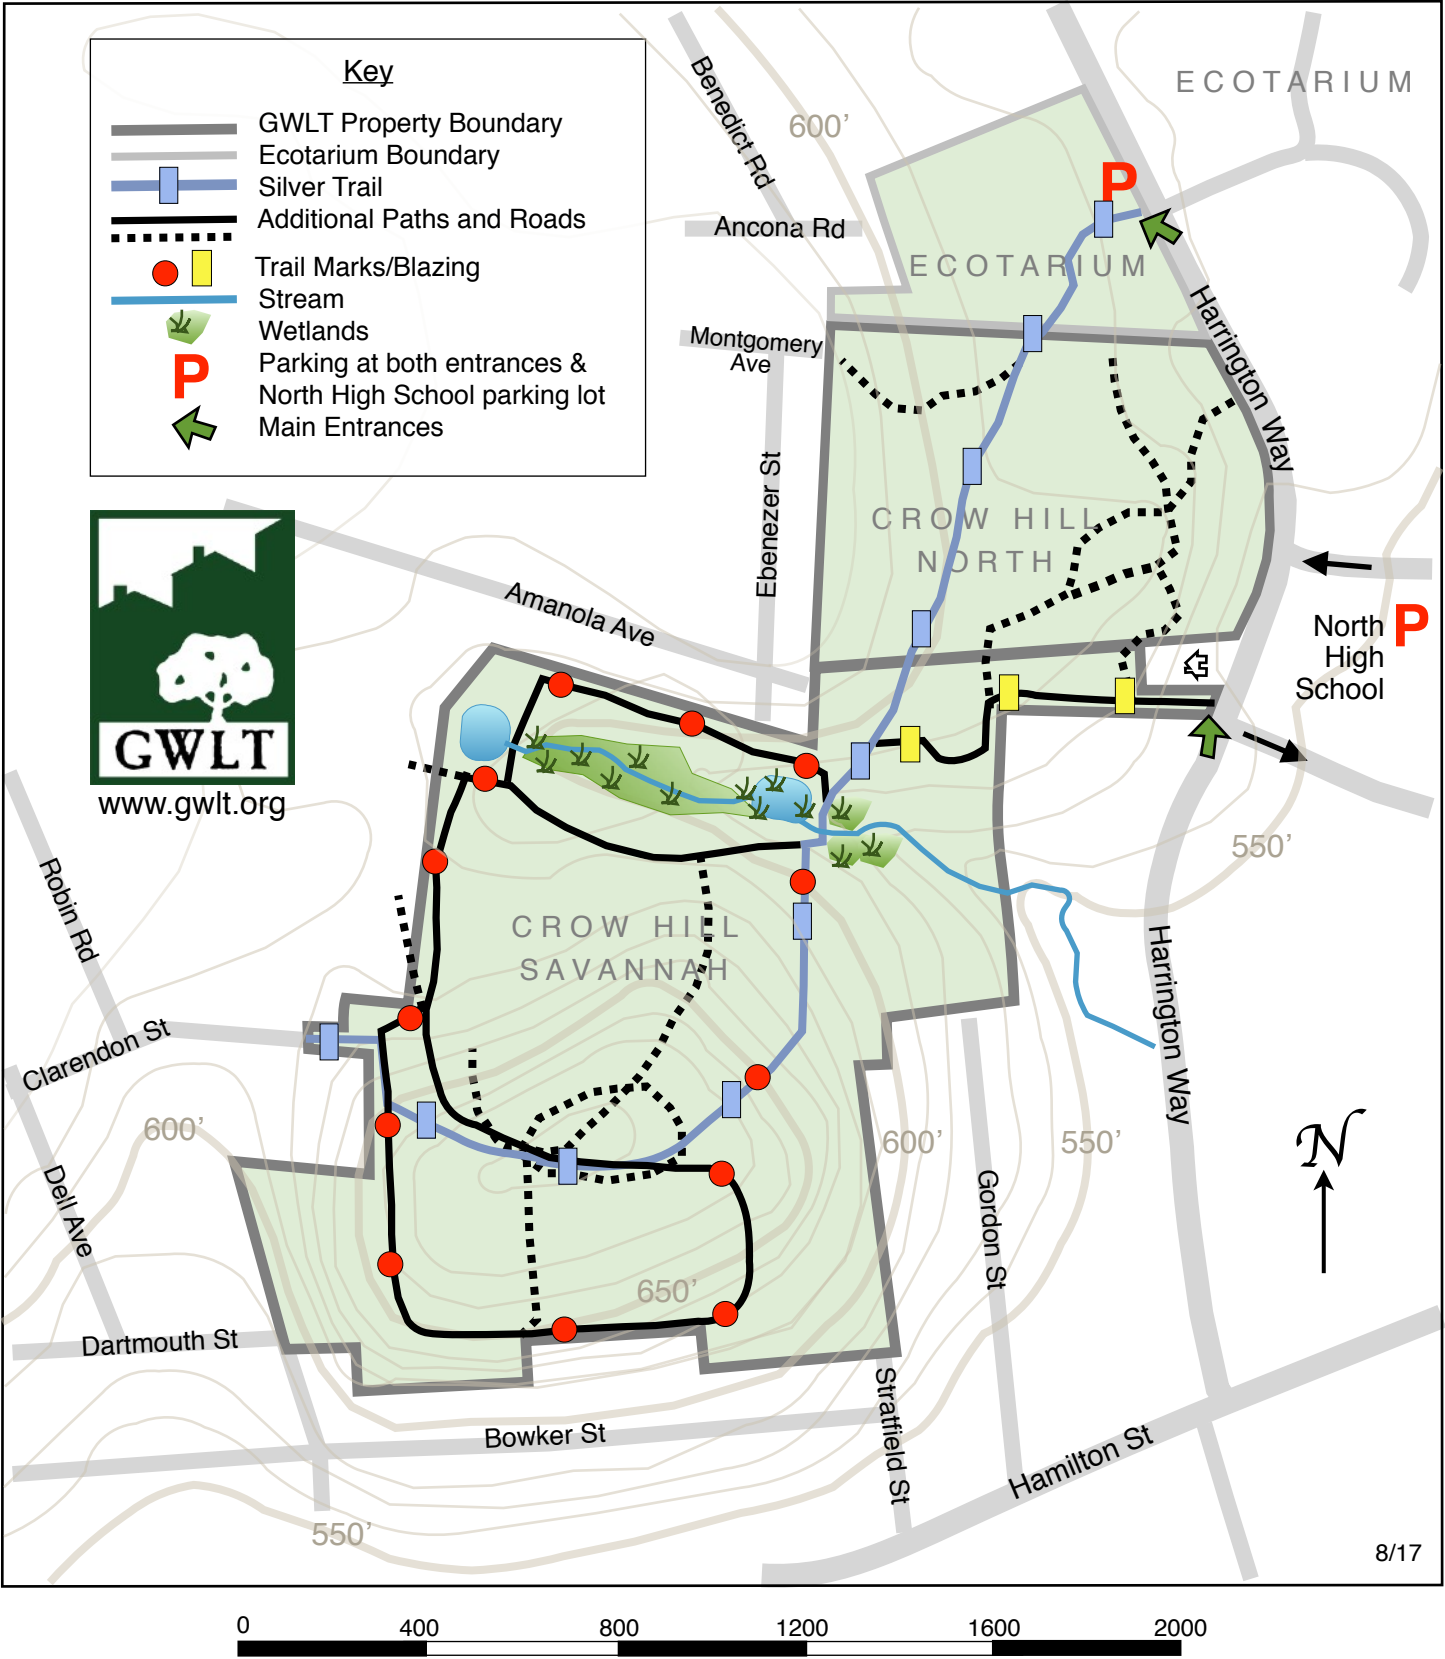 Key
GWLT Property Boundary
Ecotarium Boundary
Silver Trail
Additional Paths and Roads
Trail Marks/Blazing
Stream
Wetlands
P
Parking at both entrances &
North High School parking lot
Main Entrances
GWLT
www.gwlt.org
ECOTARIUM
Benedict Rd
600’
P
Ancona Rd
ECOTARIUM
Harrington Way
Montgomery
Ave
Ebenezer St
CROW HILL
NORTH
Amanola Ave
North
High
School
P
550’
Robin Rd
CROW HILL
SAVANNAH
Harrington Way
Clarendon St
600’
600’
550’
N
Dell Ave
Gordon St
650’
Dartmouth St
Stratfield St
Bowker St
Hamilton St
550’
8/17
0 400 800 1200 1600 2000